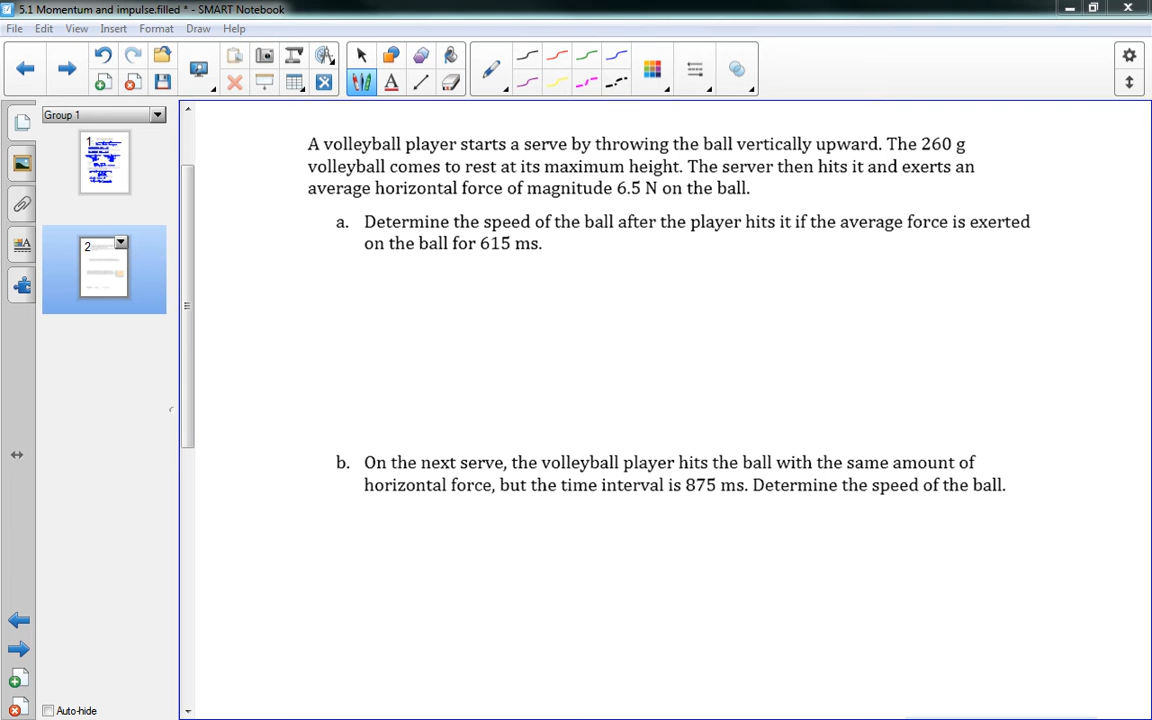 5.1 Momentum and impulse.filled * - SMART Notebook
File Edit View Insert Format Draw Help
Group 1
1
2
A volleyball player starts a serve by throwing the ball vertically upward. The 260 g
volleyball comes to rest at its maximum height. The server then hits it and exerts an
average horizontal force of magnitude 6.5 N on the ball.
a. Determine the speed of the ball after the player hits it if the average force is exerted
on the ball for 615 ms.
b. On the next serve, the volleyball player hits the ball with the same amount of
horizontal force, but the time interval is 875 ms. Determine the speed of the ball.
Auto-hide